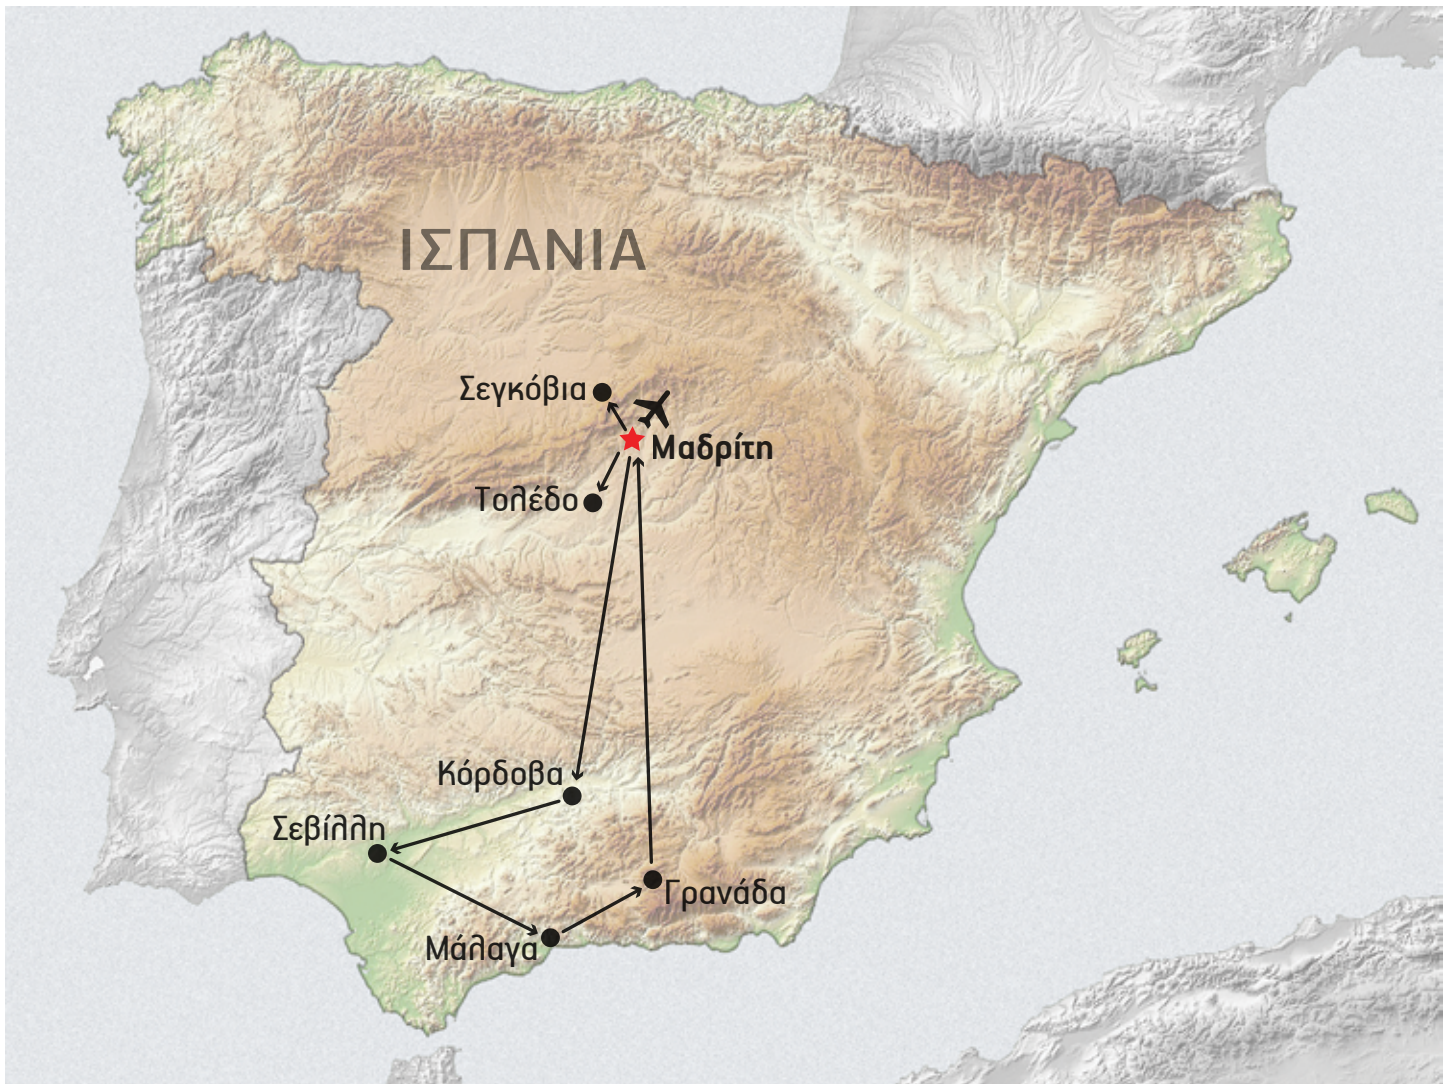 ΙΣΠΑΝΙΑ
Σεγκόβια
Μαδρίτη
Τολέδο
Κόρδοβα
Σεβίλλη
Γρανάδα
Μάλαγα